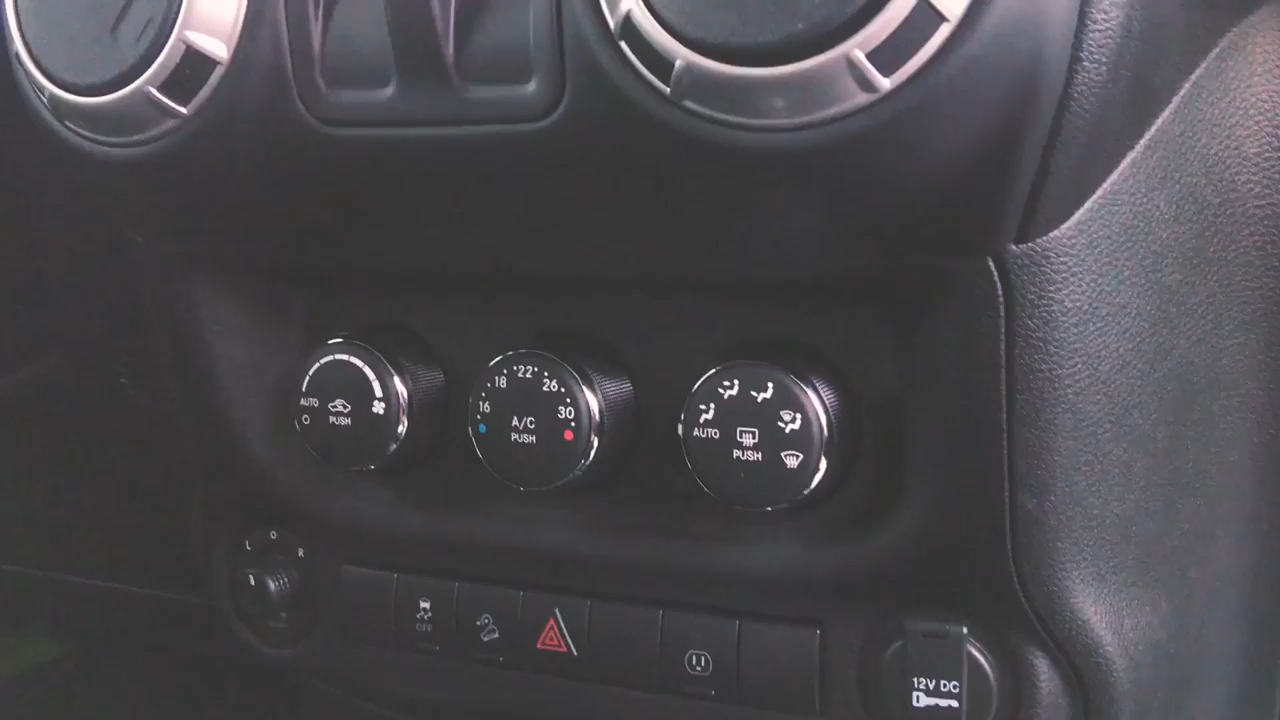 AUTO
O
PUSH
16 18 22 26 30
A/C
PUSH
AUTO
PUSH
L O R
OFF
12V DC